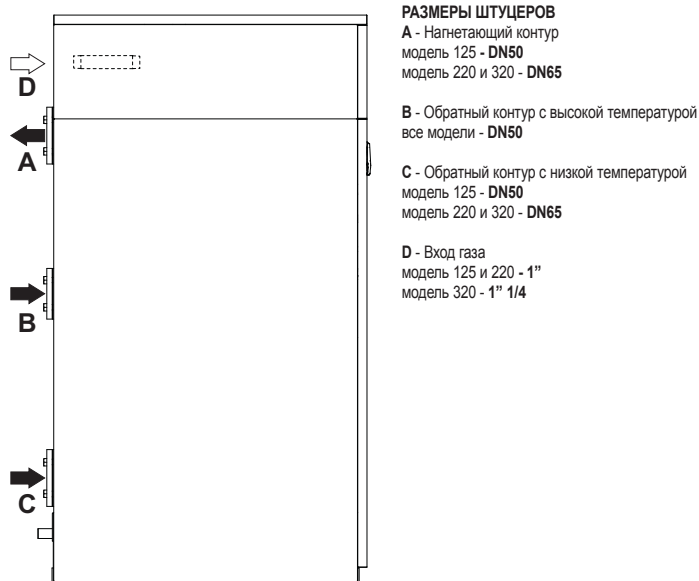 РАЗМЕРЫ ШТУЦЕРОВ
A - Нагнетающий контур
модель 125 - DN50
модель 220 и 320 - DN65
B - Обратный контур с высокой температурой
все модели - DN50
C - Обратный контур с низкой температурой
модель 125 - DN50
модель 220 и 320 - DN65
D - Вход газа
модель 125 и 220 - 1”
модель 320 - 1” 1/4
D
A
B
C